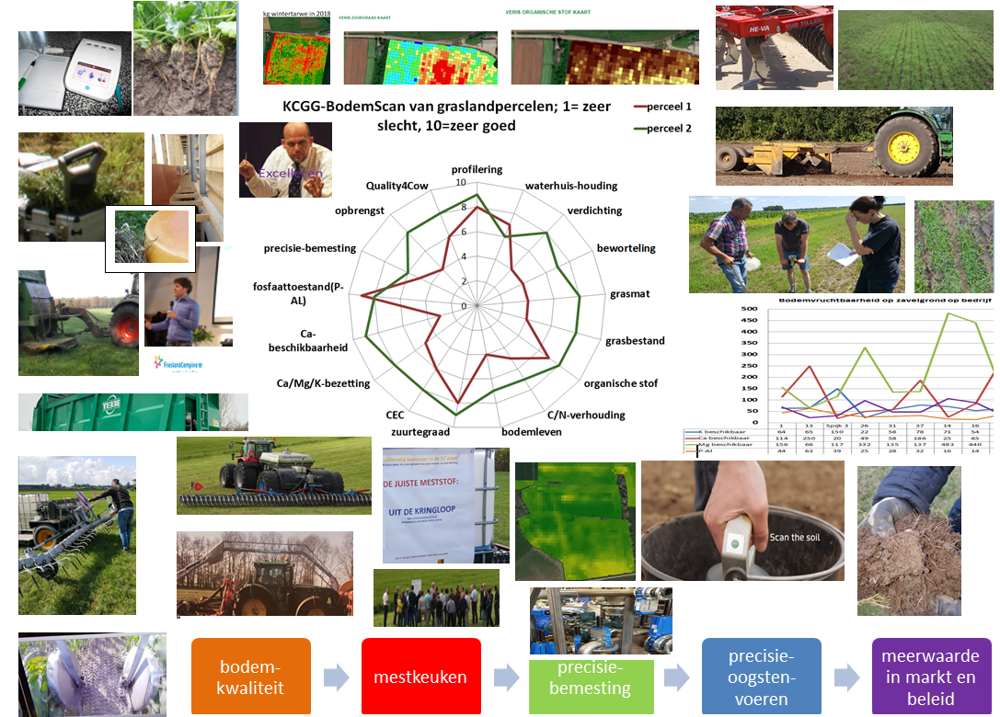 kg wintertarwe in 2018
VERIS ZUURGRAAD KAART
VERIS ORGANISCHE STOF KAART
HE-VA SUB TILLER
KCGG-BodemScan van graslandpercelen; 1= zeer
slecht, 10=zeer goed
perceel 1
perceel 2
Excelleren
profilering
waterhuis-houding
verdichting
beworteling
grasmat
grasbestand
organische stof
C/N-verhouding
bodemleven
zuurtegraad
CEC
Ca/Mg/K-bezetting
Ca-
beschikbaarheid
fosfaattoestand(P-
AL)
precisie-bemesting
opbrengst
Quality4Cow
10
8
6
4
2
0
FrieslandCampina
TEBBE
Bodemvruchtbaarheid op zavelgrond op bedrijf
500
450
400
350
300
250
200
150
100
50
0
1 13 Spijk 3 26 31 37 14 16
K beschikbaar 64 65 150 22 58 78 71 54
Ca beschikbaar 114 250 20 49 58 186 25 85
Mg beschikbaar 156 66 117 332 135 137 483 440
P-Al 44 63 39 25 28 32 16 14
DE JUISTE MESTSTOF:
UIT DE KRINGLOOP
Scan the soil
bodem-
kwaliteit
mestkeuken
precisie-
bemesting
precisie-
oogsten-
voeren
meerwaarde
in markt en
beleid